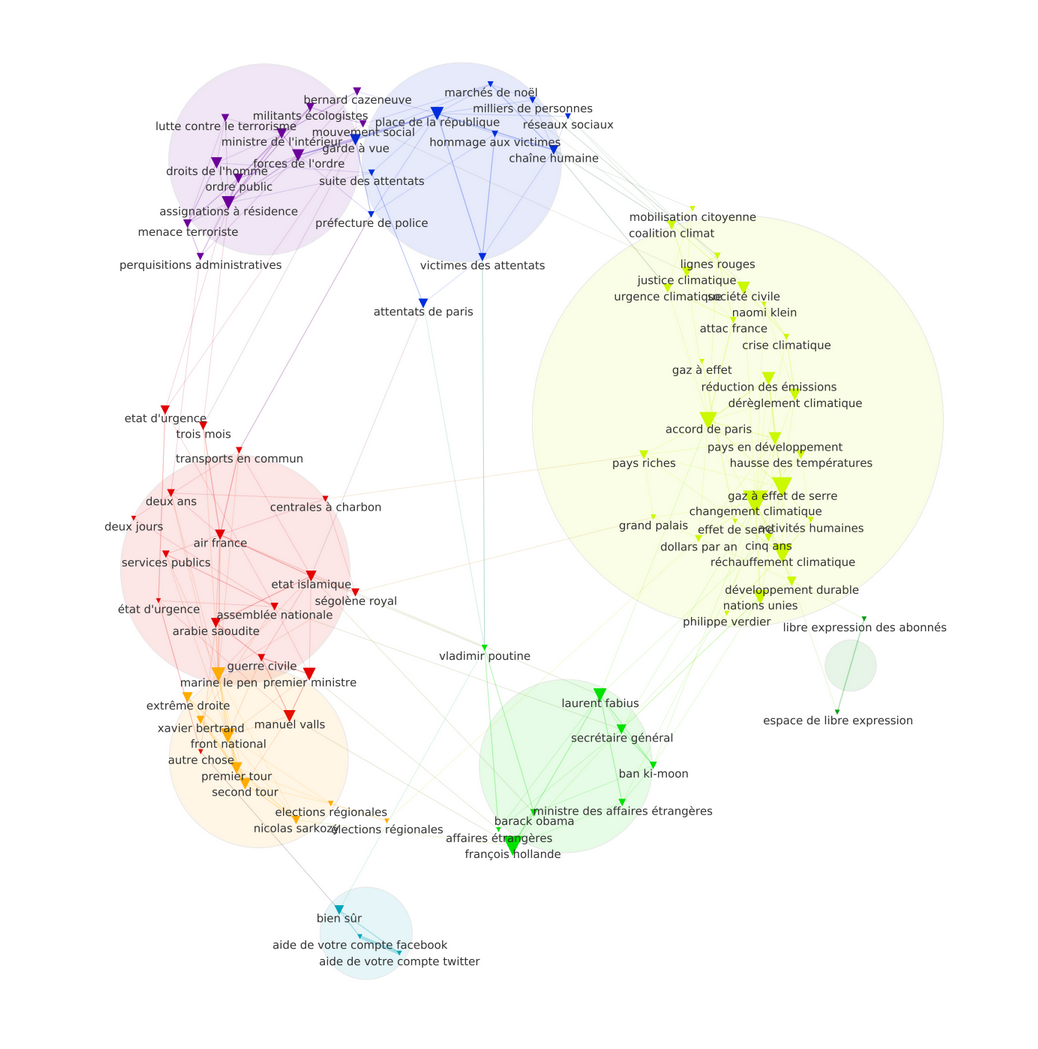 marchés de noël
bernard cazeneuve
milliers de personnes
militants écologistes
place de la république
réseaux sociaux
lutte contre le terrorisme
mouvement social
ministre de l'intérieur
hommage aux victimes
garde à vue
chaîne humaine
forces de l'ordre
droits de l'homme
suite des attentats
ordre public
assignations à résidence
préfecture de police
menace terroriste
perquisitions administratives
victimes des attentats
attentats de paris
mobilisation citoyenne
coalition climat
lignes rouges
justice climatique
urgence climatique
société civile
naomi klein
attac france
crise climatique
gaz à effet
réduction des émissions
dérèglement climatique
accord de paris
pays en développement
pays riches
hausse des températures
gaz à effet de serre
changement climatique
grand palais
effet de serre
activités humaines
dollars par an
cinq ans
réchauffement climatique
développement durable
nations unies
philippe verdier
libre expression des abonnés
espace de libre expression
etat d'urgence
trois mois
transports en commun
deux ans
centrales à charbon
deux jours
air france
services publics
etat islamique
ségolène royal
état d'urgence
assemblée nationale
arabie saoudite
guerre civile
marine le pen
premier ministre
extrême droite
manuel valls
xavier bertrand
front national
autre chose
premier tour
second tour
elections régionales
nicolas sarkozy
élections régionales
vladimir poutine
laurent fabius
secrétaire général
ban ki-moon
ministre des affaires étrangères
barack obama
affaires étrangères
françois hollande
bien sûr
aide de votre compte facebook
aide de votre compte twitter